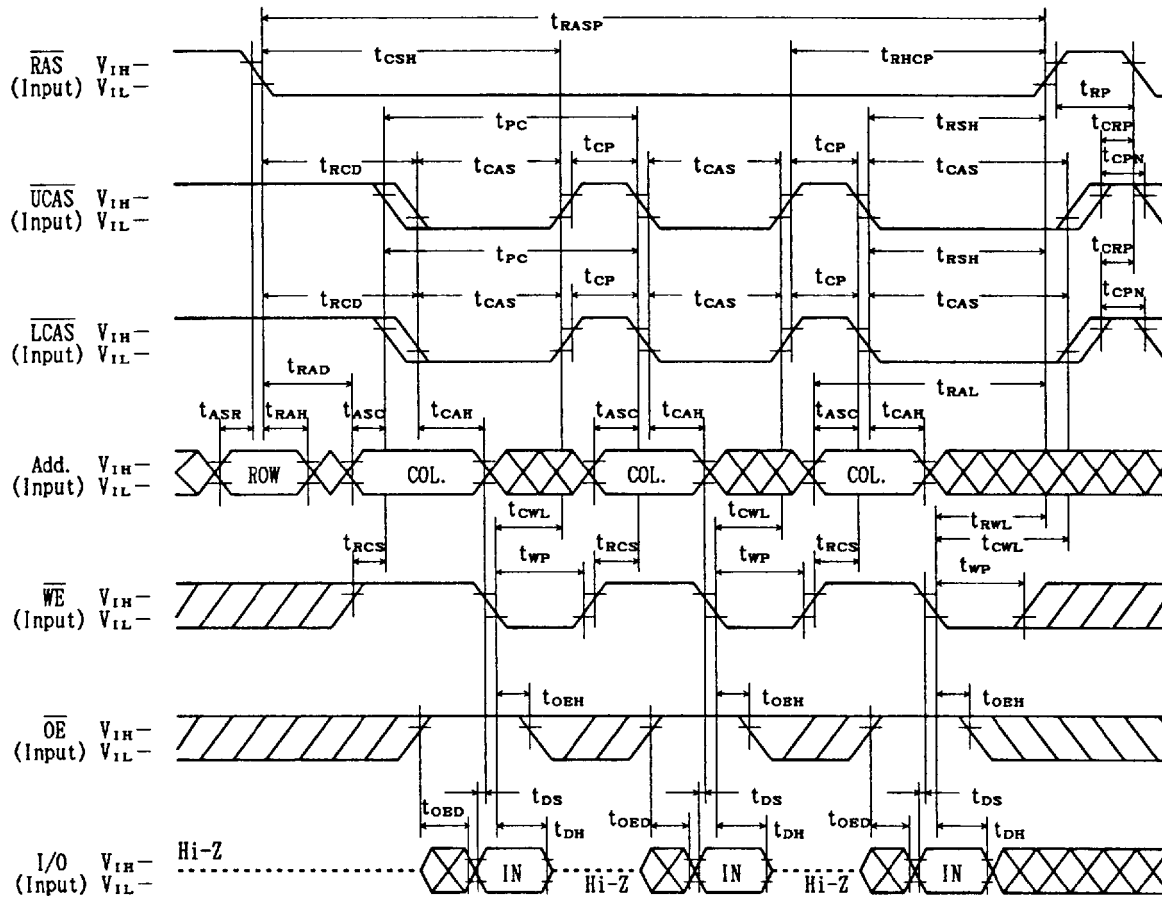 tRASP
tCSH tRHCP
RAS VIH
(Input) VIL
tRP
tPC tRSH tCRP
tRCD tCAS tCP tCAS tCP tCAS tCPN
UCAS VIH
(Input) VIL
tPC tRSH tCRP
tRCD tCAS tCP tCAS tCP tCAS tCPN
LCAS VIH
(Input) VIL
tRAD tRAL
tASR tRAH tASC tCAH tASC tCAH tASC tCAH
Add. VIH
(Input) VIL
ROW COL. COL. COL.
tCWL tCWL tRWL
tCWL
tRCS tWP tRCS tWP tRCS tWP
WE VIH
(Input) VIL
tOEH tOEH tOEH
OE VIH
(Input) VIL
tOED tDS tOED tDS tOED tDS
tDH tDH tDH
I/O VIH
(Input) VIL
Hi-Z IN Hi-Z IN Hi-Z IN